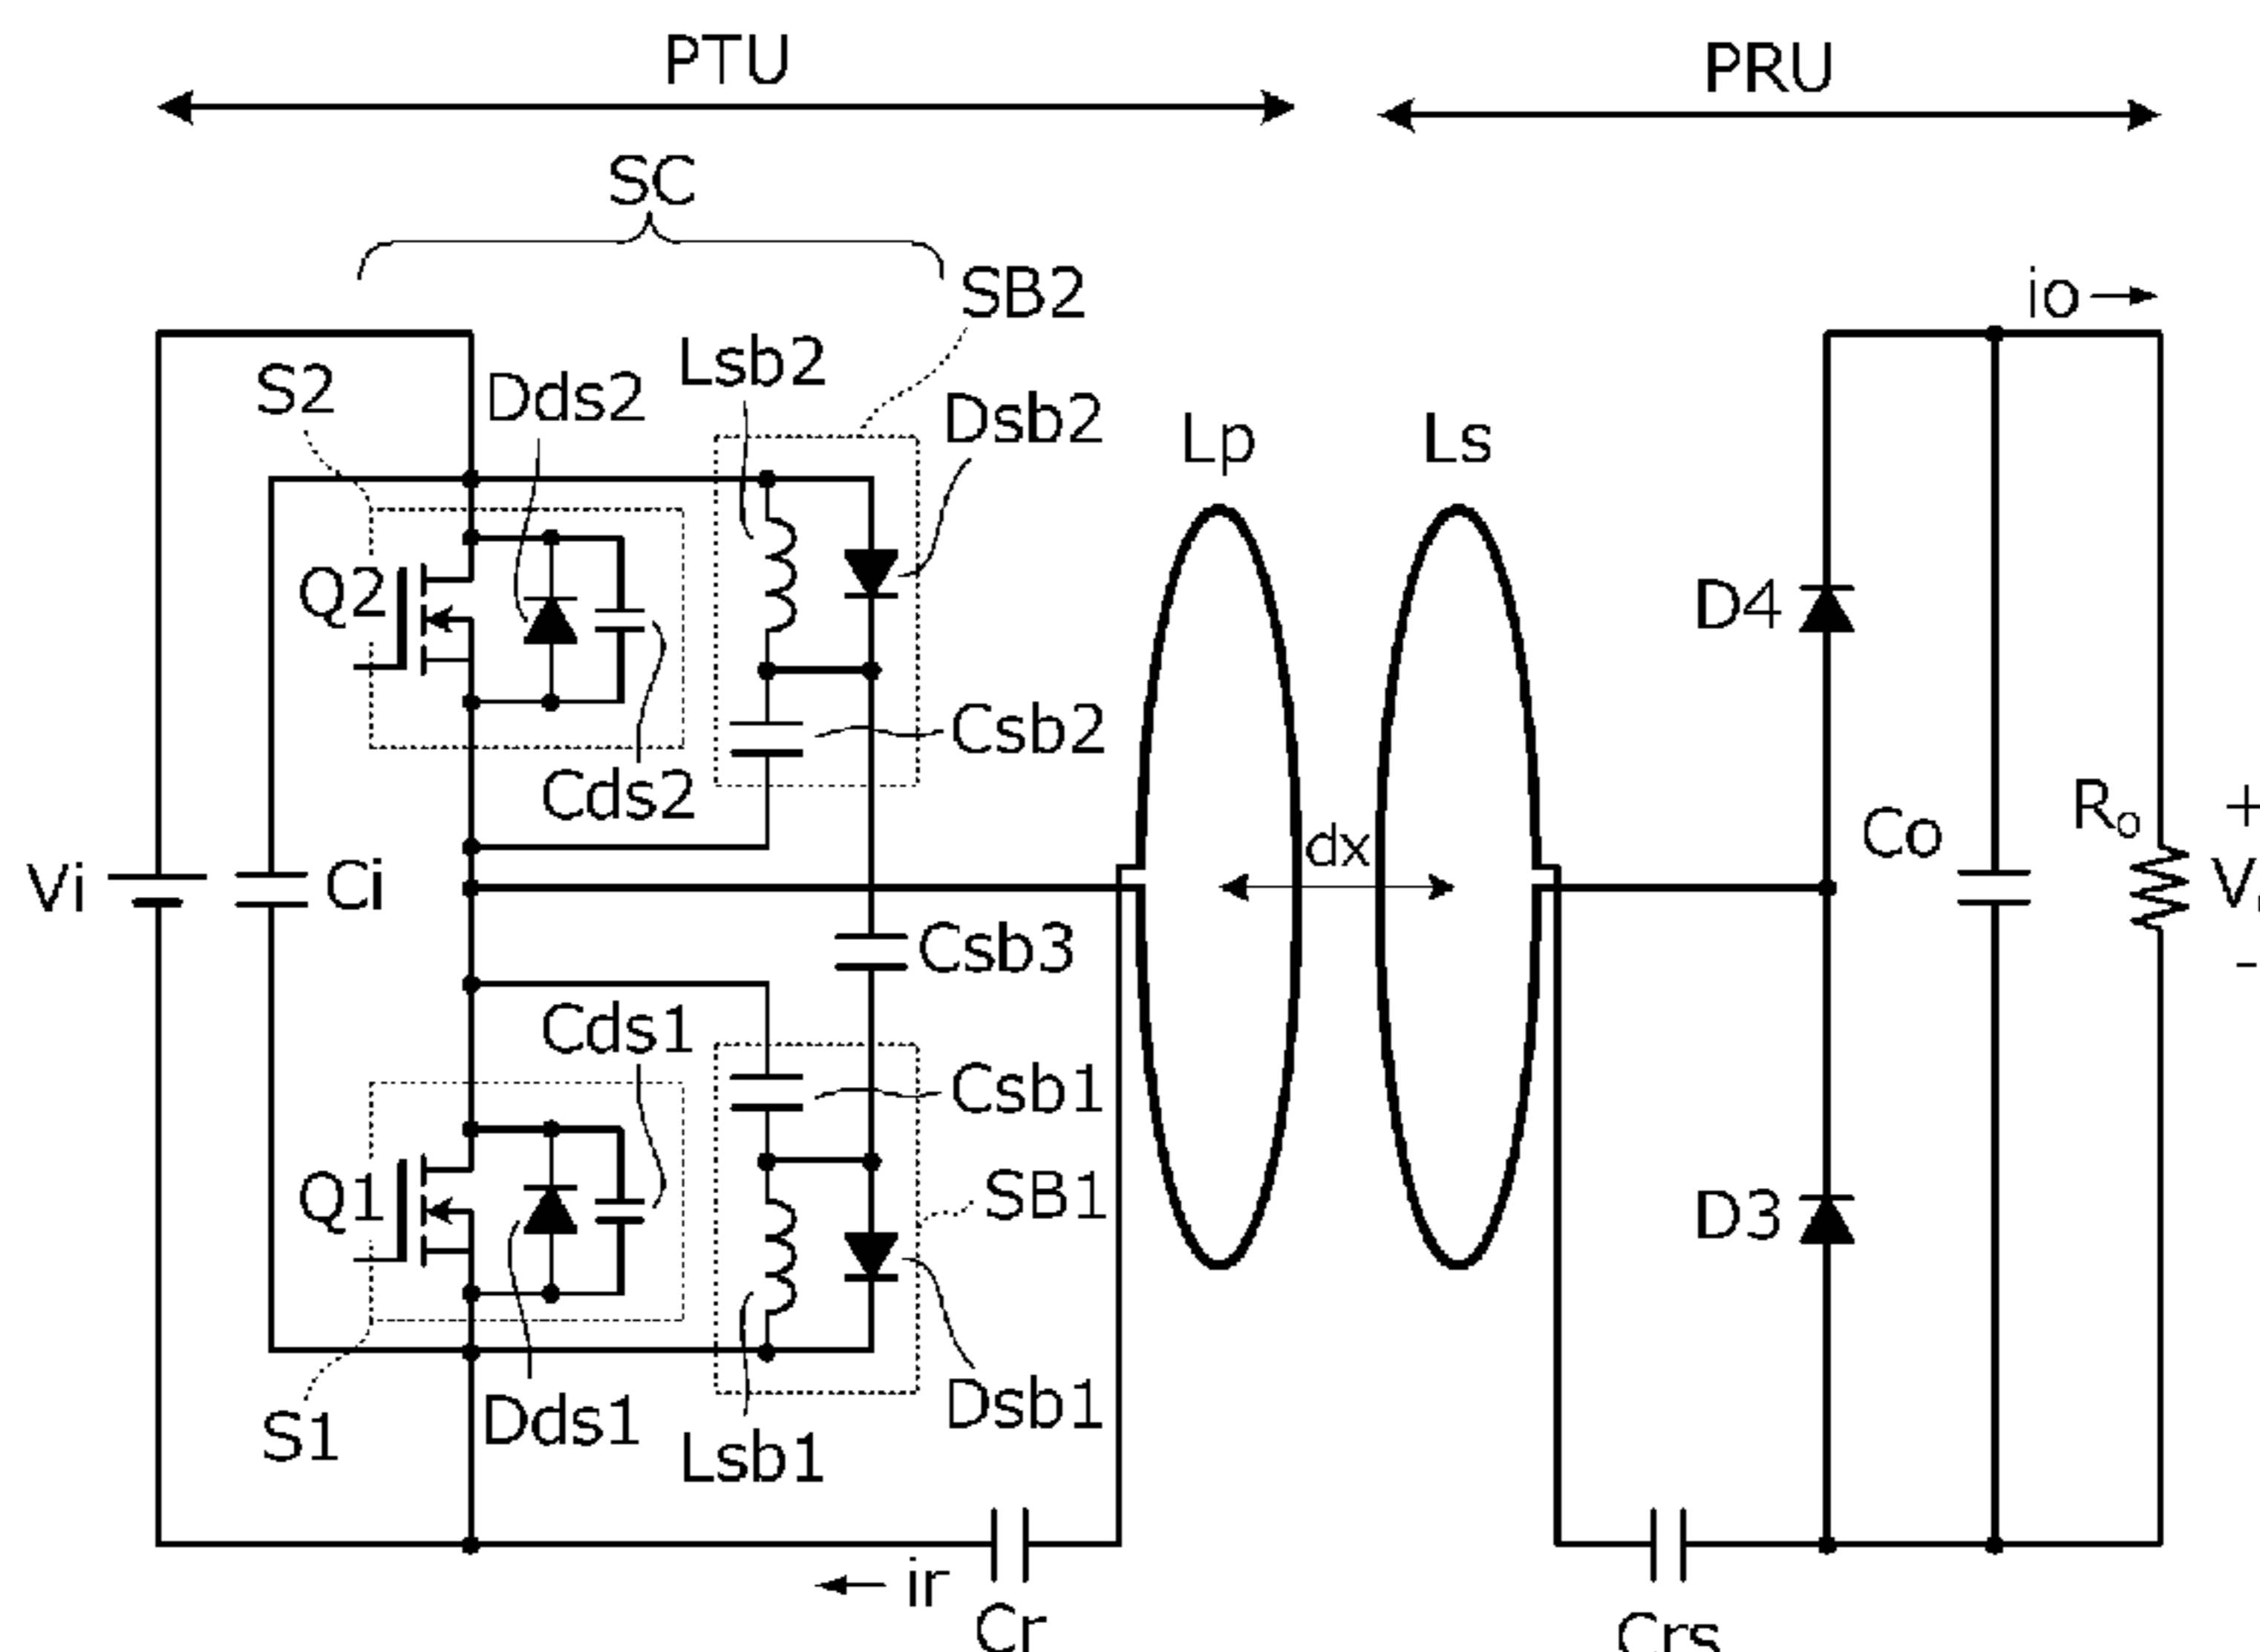 PTU
PRU
SC
SB2
io
S2
Dds2
Lsb2
Dsb2
Lp
Ls
Q2
D4
Csb2
Cds2
dx
Co
Ro
+
Vi
Ci
-
Csb3
Cds1
Csb1
Q1
SB1
D3
S1
Dds1
Lsb1
Dsb1
ir
Cr
Crs